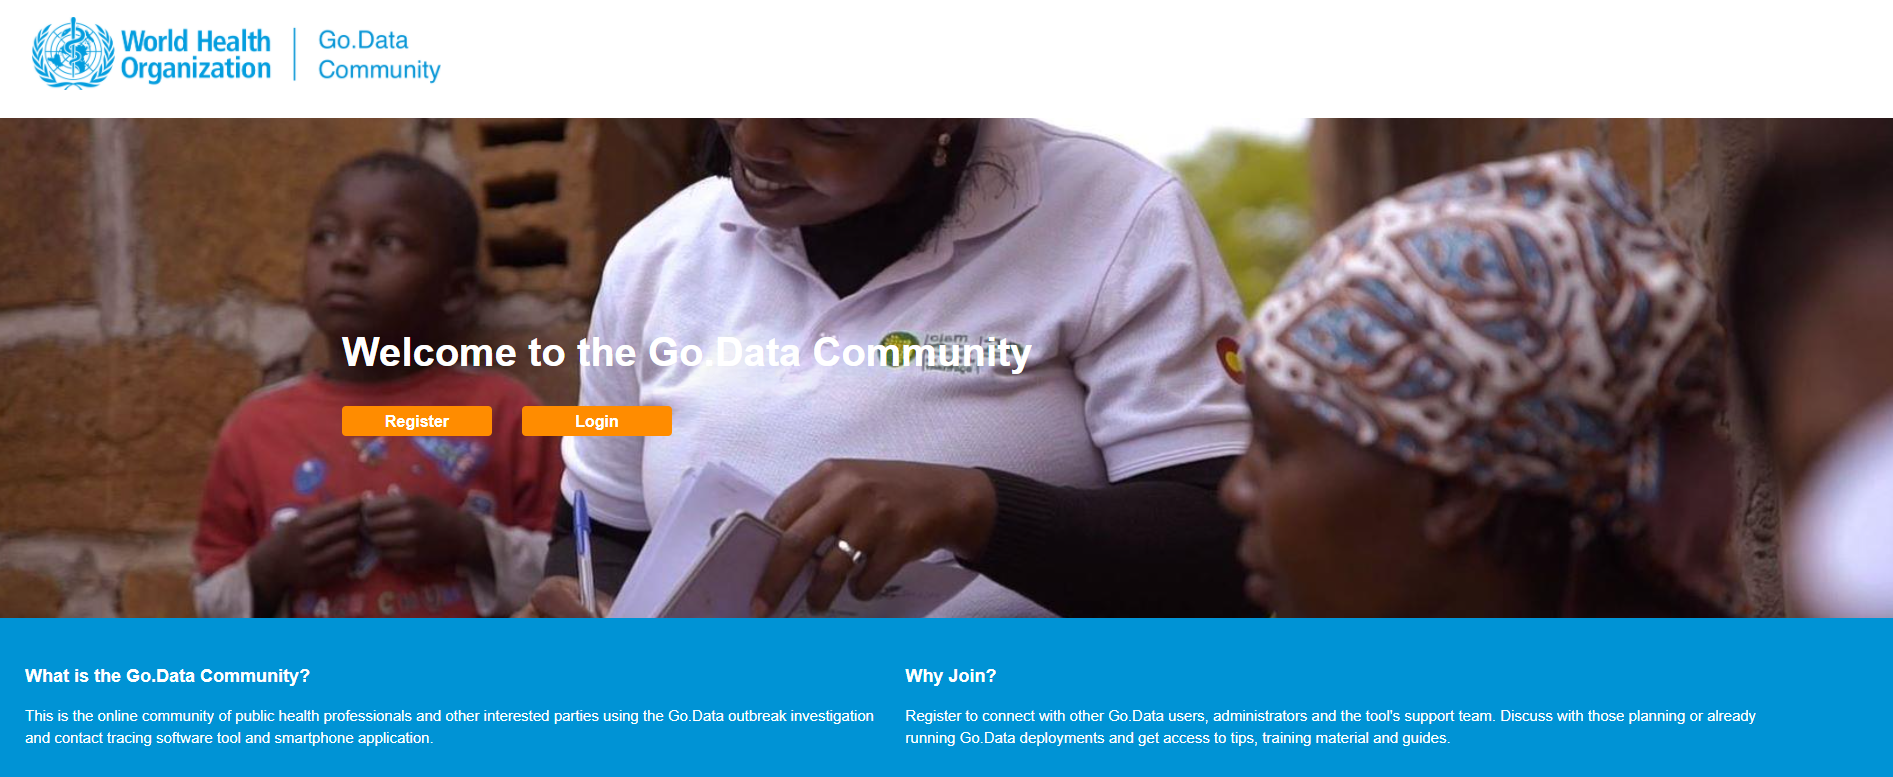 World Health
Organization
Go.Data
Community
Welcome to the Go.Data Community
Register
Login
What is the Go.Data Community?
This is the online community of public health professionals and other interested parties using the Go.Data outbreak investigation
and contact tracing software tool and smartphone application.
Why Join?
Register to connect with other Go.Data users, administrators and the tool's support team. Discuss with those planning or already
running Go.Data deployments and get access to tips, training material and guides.